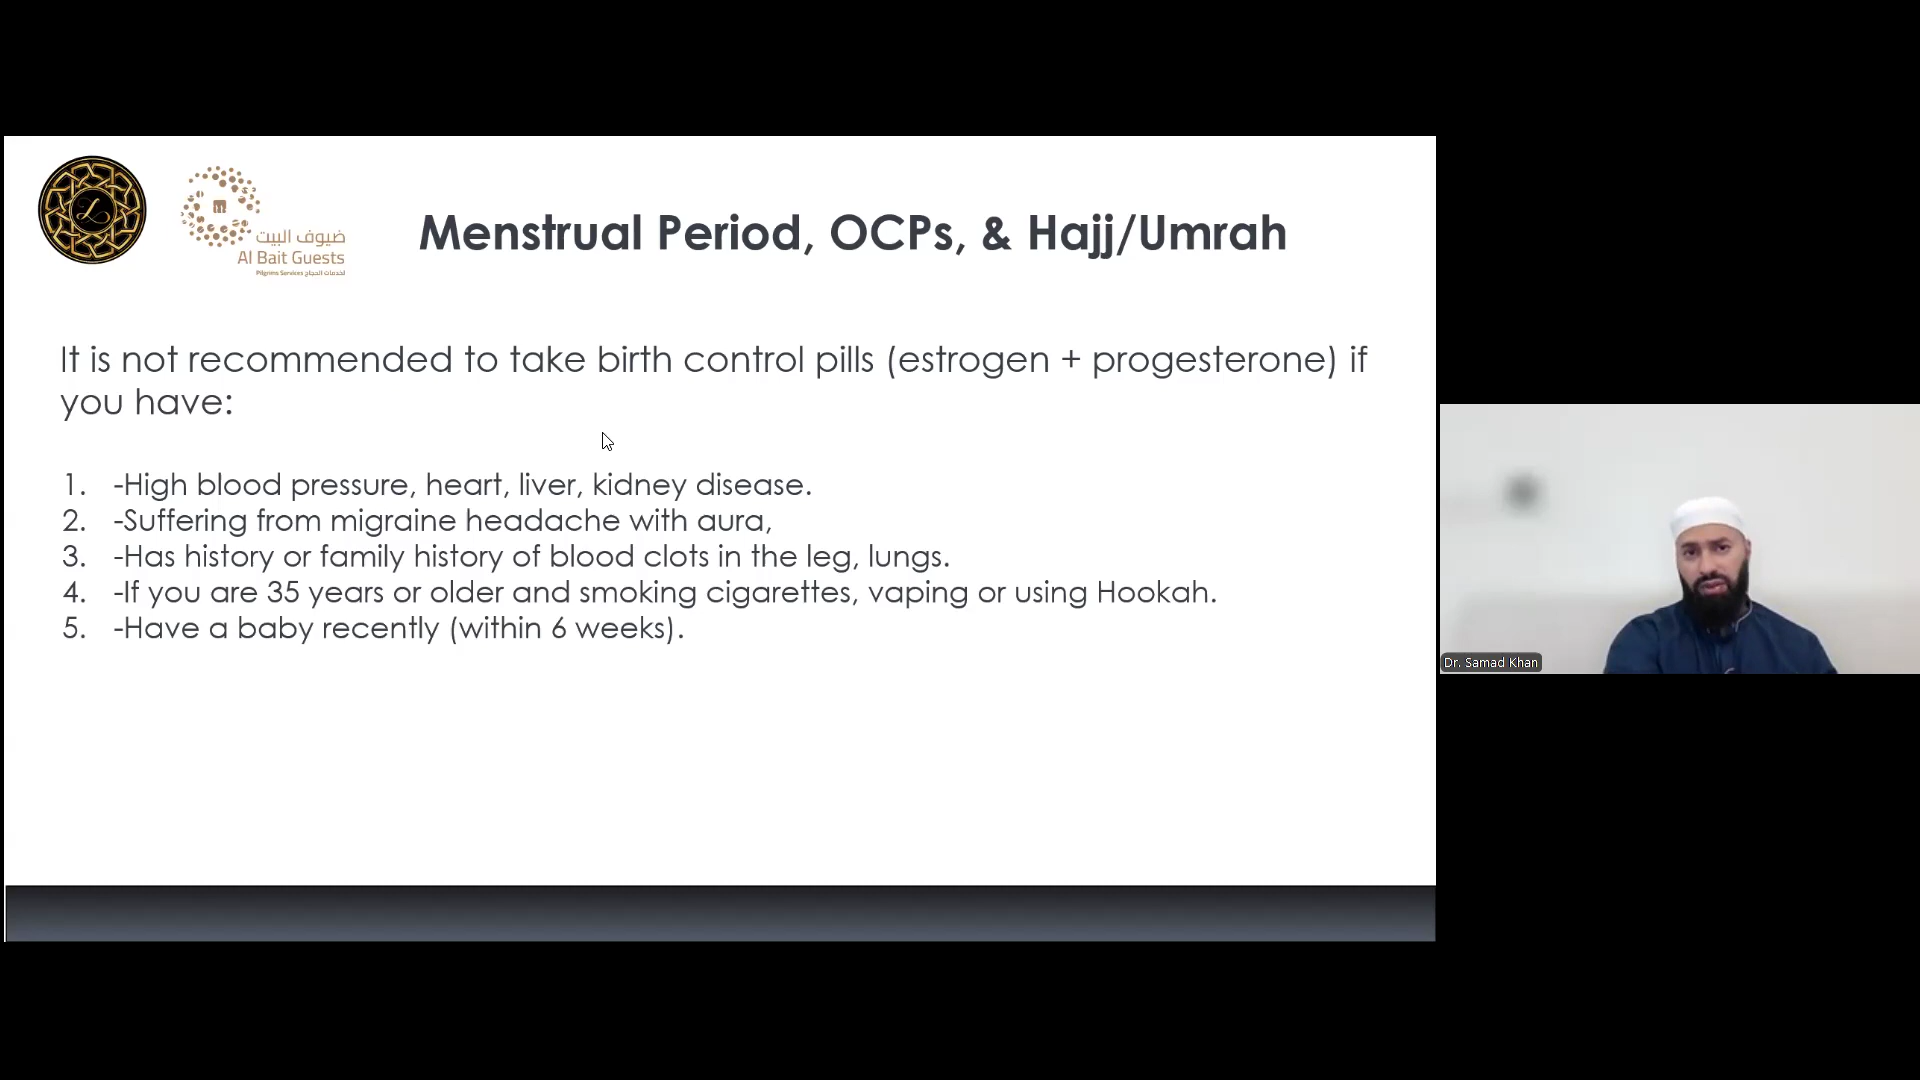 ضيوف البيت
Al Bait Guests
Pilgrims Services لخدمات الحجاج
Menstrual Period, OCPs, & Hajj/Umrah
It is not recommended to take birth control pills (estrogen + progesterone) if
you have:
1. -High blood pressure, heart, liver, kidney disease.
2. -Suffering from migraine headache with aura,
3. -Has history or family history of blood clots in the leg, lungs.
4. -If you are 35 years or older and smoking cigarettes, vaping or using Hookah.
5. -Have a baby recently (within 6 weeks).
Dr. Samad Khan